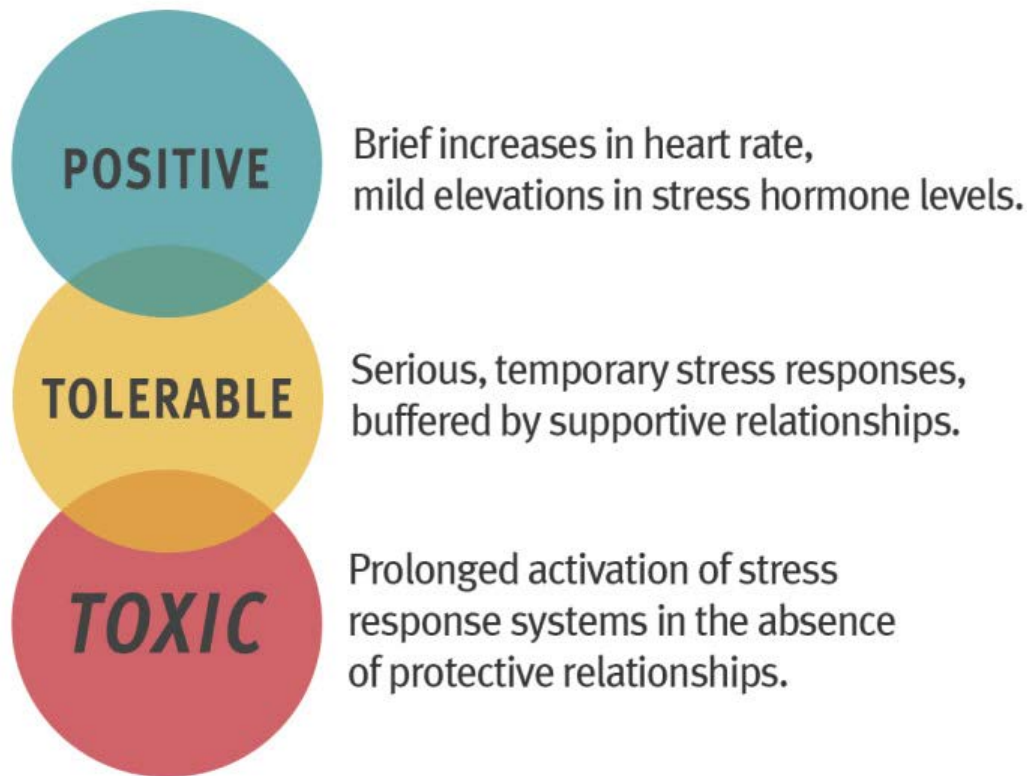 POSITIVE
Brief increases in heart rate,
mild elevations in stress hormone levels.
TOLERABLE
Serious, temporary stress responses,
buffered by supportive relationships.
TOXIC
Prolonged activation of stress
response systems in the absence
of protective relationships.